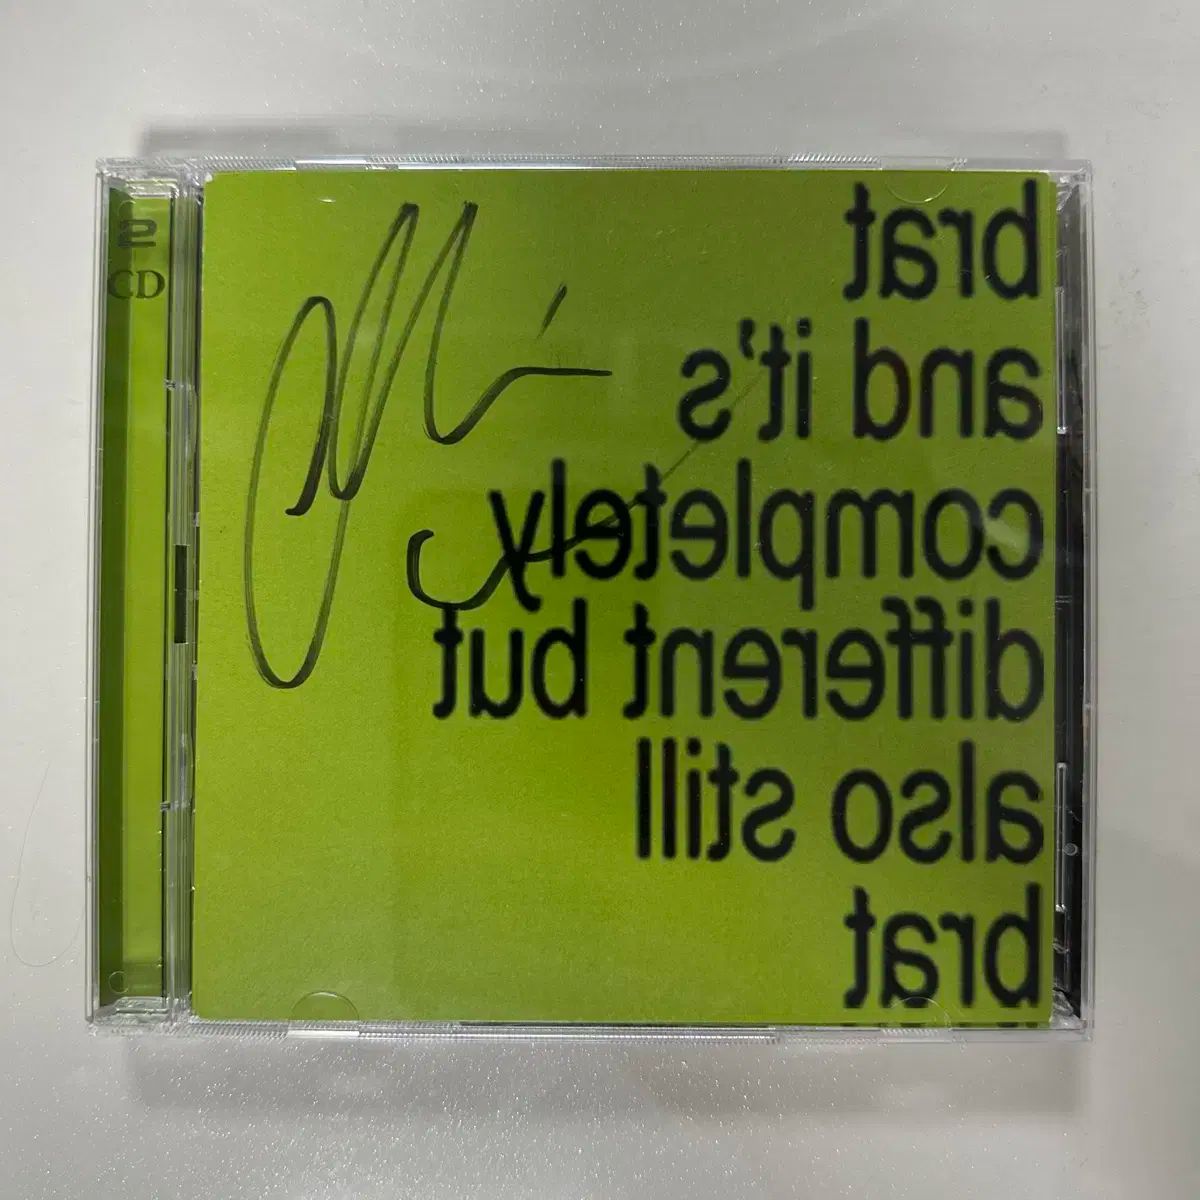 2
CD
brat
and it's
completely
different but
also still
brat